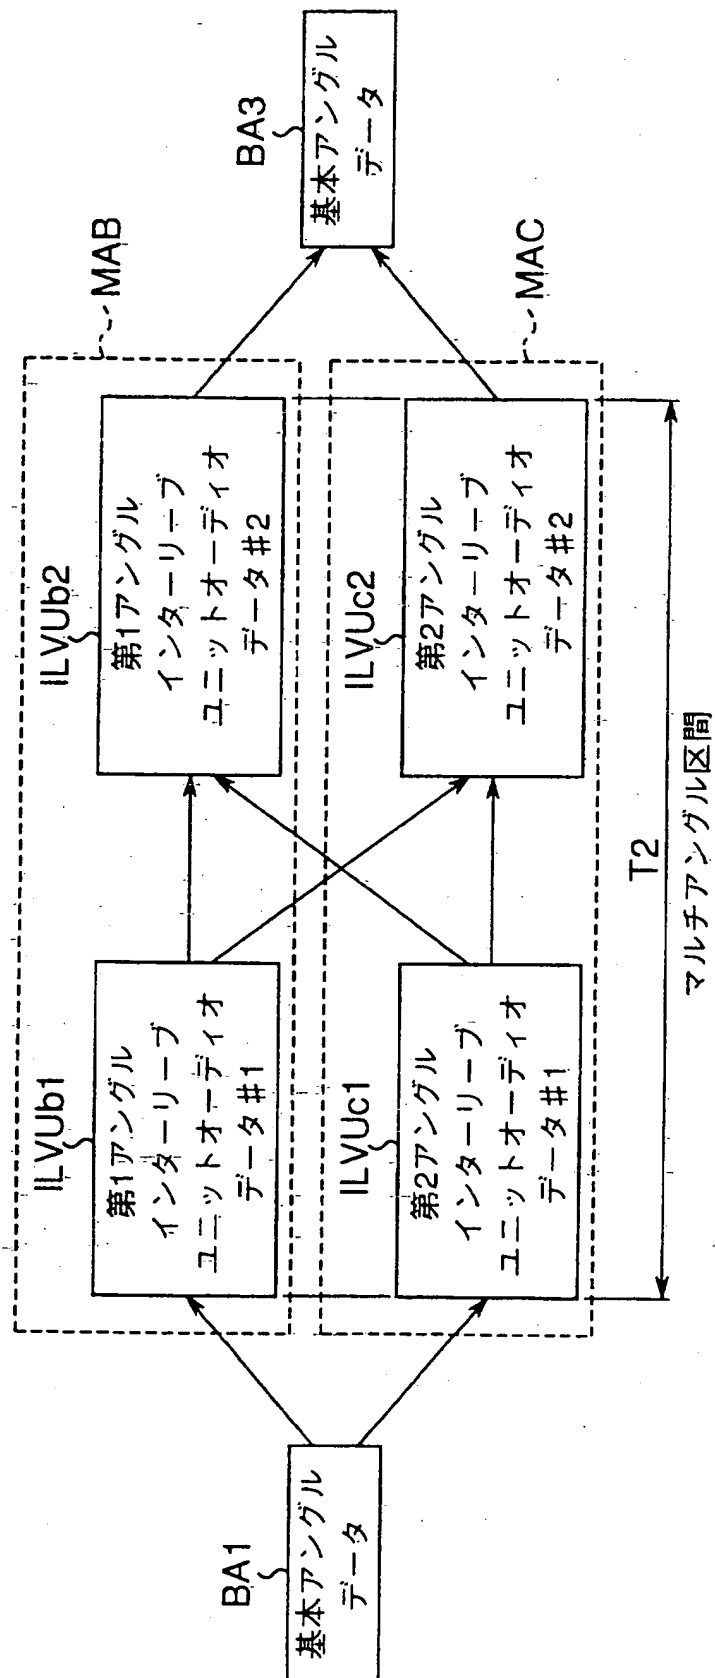 BA1
基本アングル
データ
MAB
ILVUb1
第1アングル
インターリーブ
ユニットオーディオ
データ#1
ILVUb2
第1アングル
インターリーブ
ユニットオーディオ
データ#2
ILVUc1
第2アングル
インターリーブ
ユニットオーディオ
データ#1
ILVUc2
第2アングル
インターリーブ
ユニットオーディオ
データ#2
MAC
BA3
基本アングル
データ
T2
マルチアングル区間